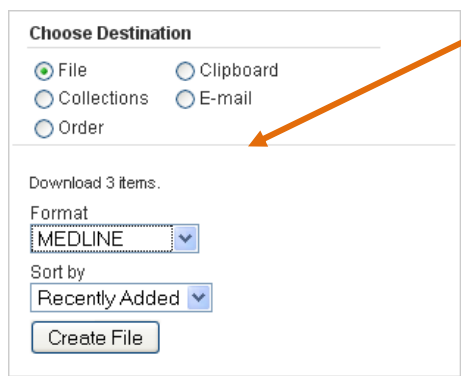 Choose Destination
File Clipboard
Collections E-mail
Order
Download 3 items.
Format
MEDLINE
Sort by
Recently Added
Create File